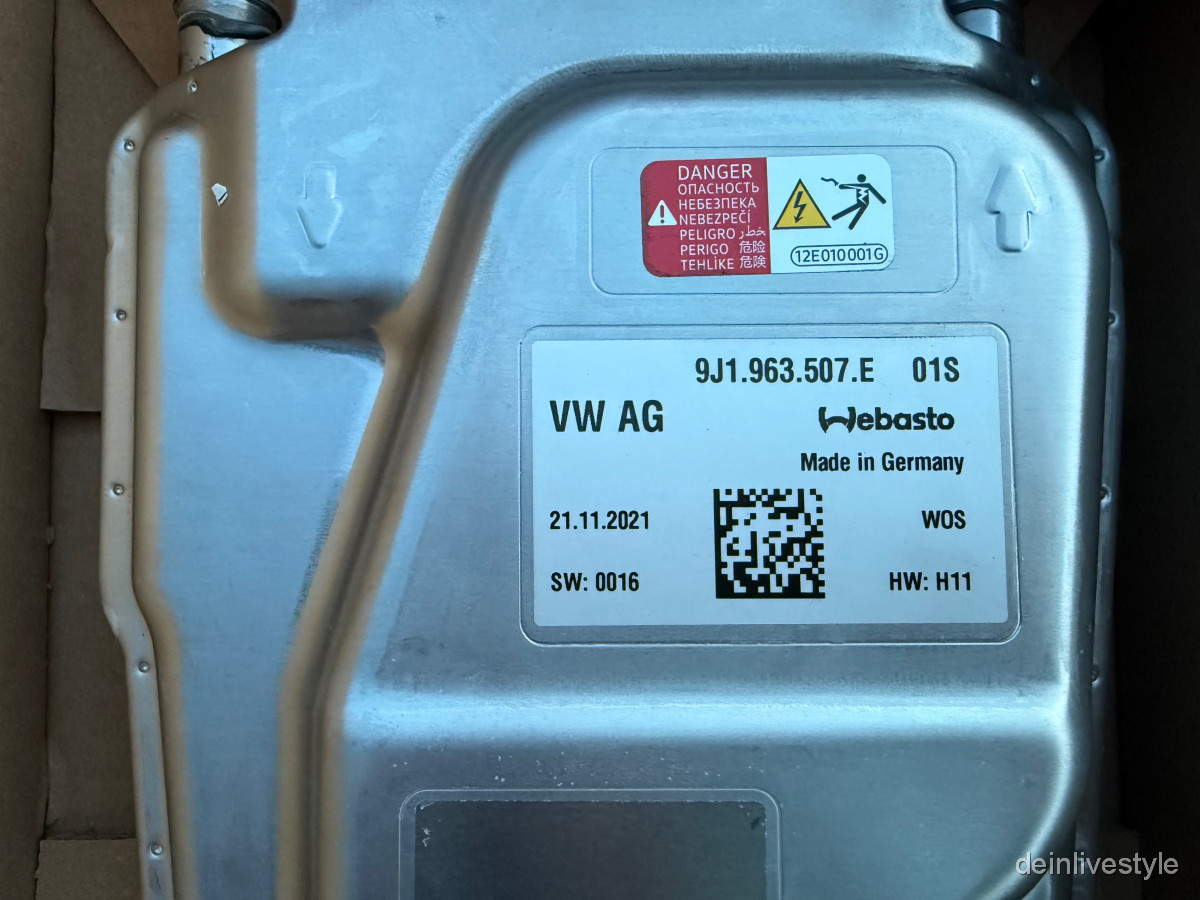 DANGER
ОПАСНОСТЬ
НЕБЕЗПЕКА
NEBEZPEČÍ
PELIGRO خطر
PERIGO 危险
TEHLİKE 危険
12E010001G
9J1.963.507.E 01S
VW AG Webasto
Made in Germany
21.11.2021 WOS
SW: 0016 HW: H11
deinlivestyle